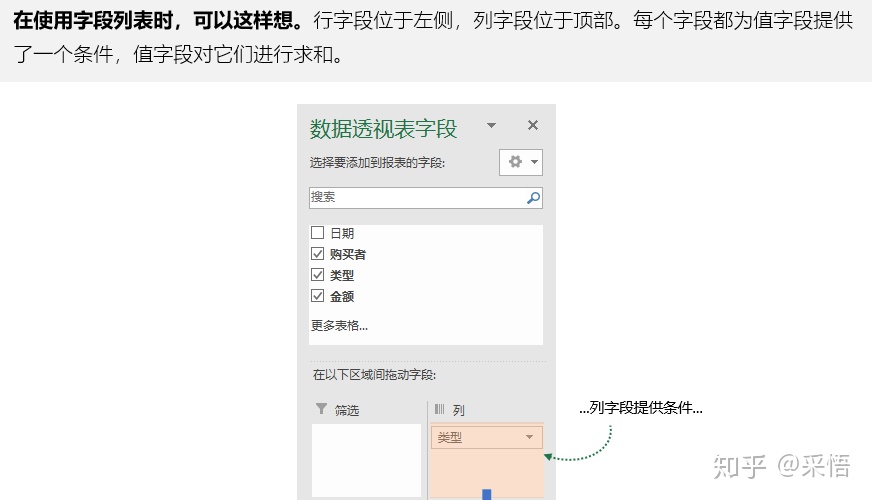 在使用字段列表时，可以这样想。行字段位于左侧，列字段位于顶部。每个字段都为值字段提供
了一个条件，值字段对它们进行求和。
数据透视表字段
选择要添加到报表的字段:
搜索
日期
购买者
类型
金额
更多表格...
在以下区域间拖动字段:
筛选
列
...列字段提供条件...
类型
知乎 @采悟